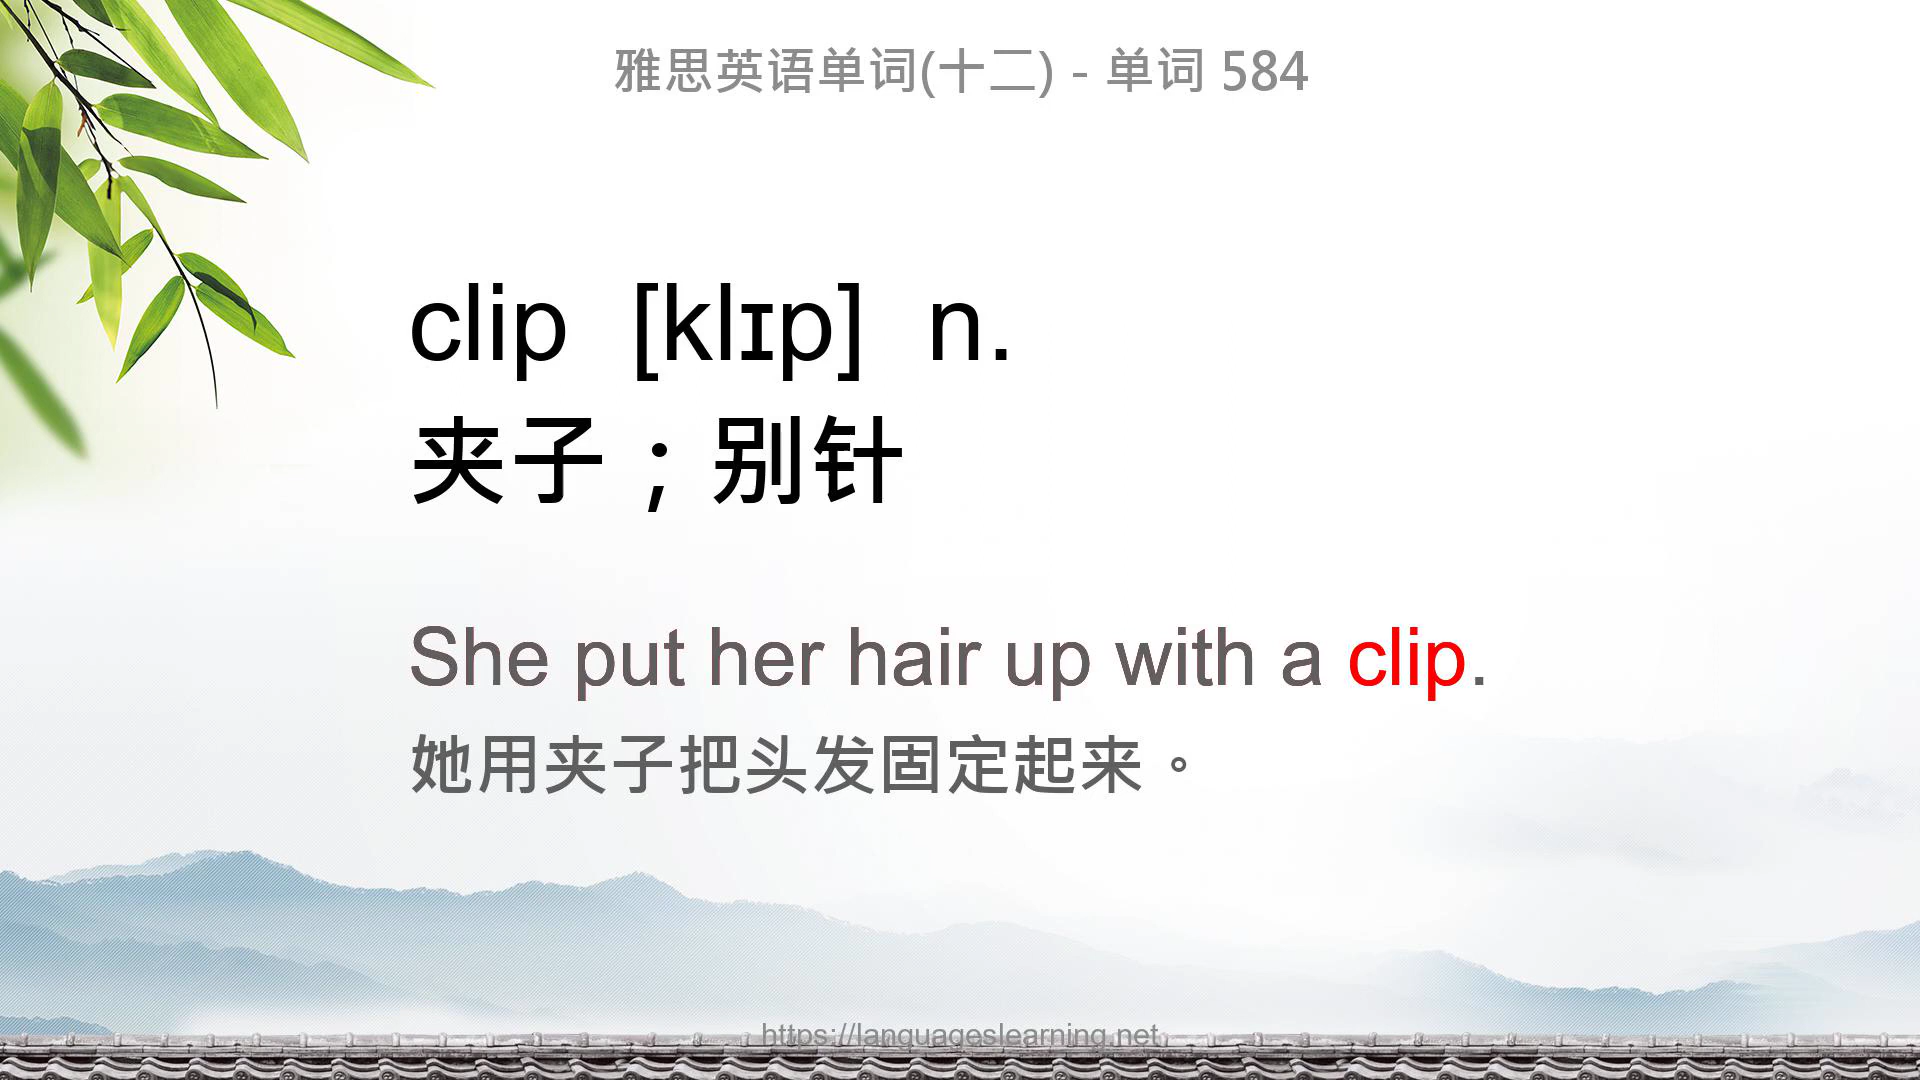 雅思英语单词(十二) - 单词 584
clip [klɪp] n.
夹子；别针
She put her hair up with a clip.
她用夹子把头发固定起来。
https://languageslearning.net